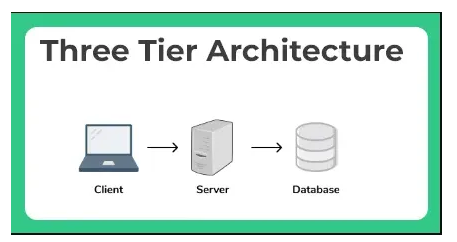 Three Tier Architecture
Client
Server
Database